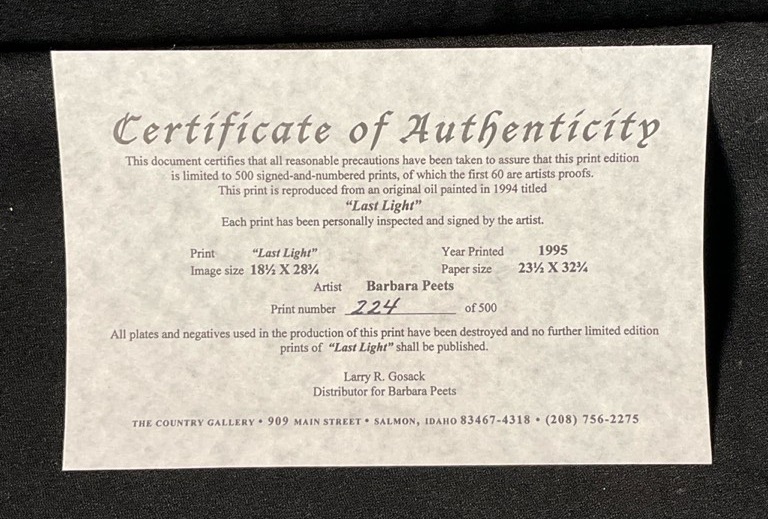 Certificate of Authenticity
This document certifies that all reasonable precautions have been taken to assure that this print edition
is limited to 500 signed-and-numbered prints, of which the first 60 are artists proofs.
This print is reproduced from an original oil painted in 1994 titled
“Last Light”
Each print has been personally inspected and signed by the artist.
Print “Last Light” Year Printed 1995
Image size 18½ X 28¾ Paper size 23½ X 32¾
Artist Barbara Peets
Print number 224 of 500
All plates and negatives used in the production of this print have been destroyed and no further limited edition
prints of “Last Light” shall be published.
Larry R. Gosack
Distributor for Barbara Peets
THE COUNTRY GALLERY • 909 MAIN STREET • SALMON, IDAHO 83467-4318 • (208) 756-2275